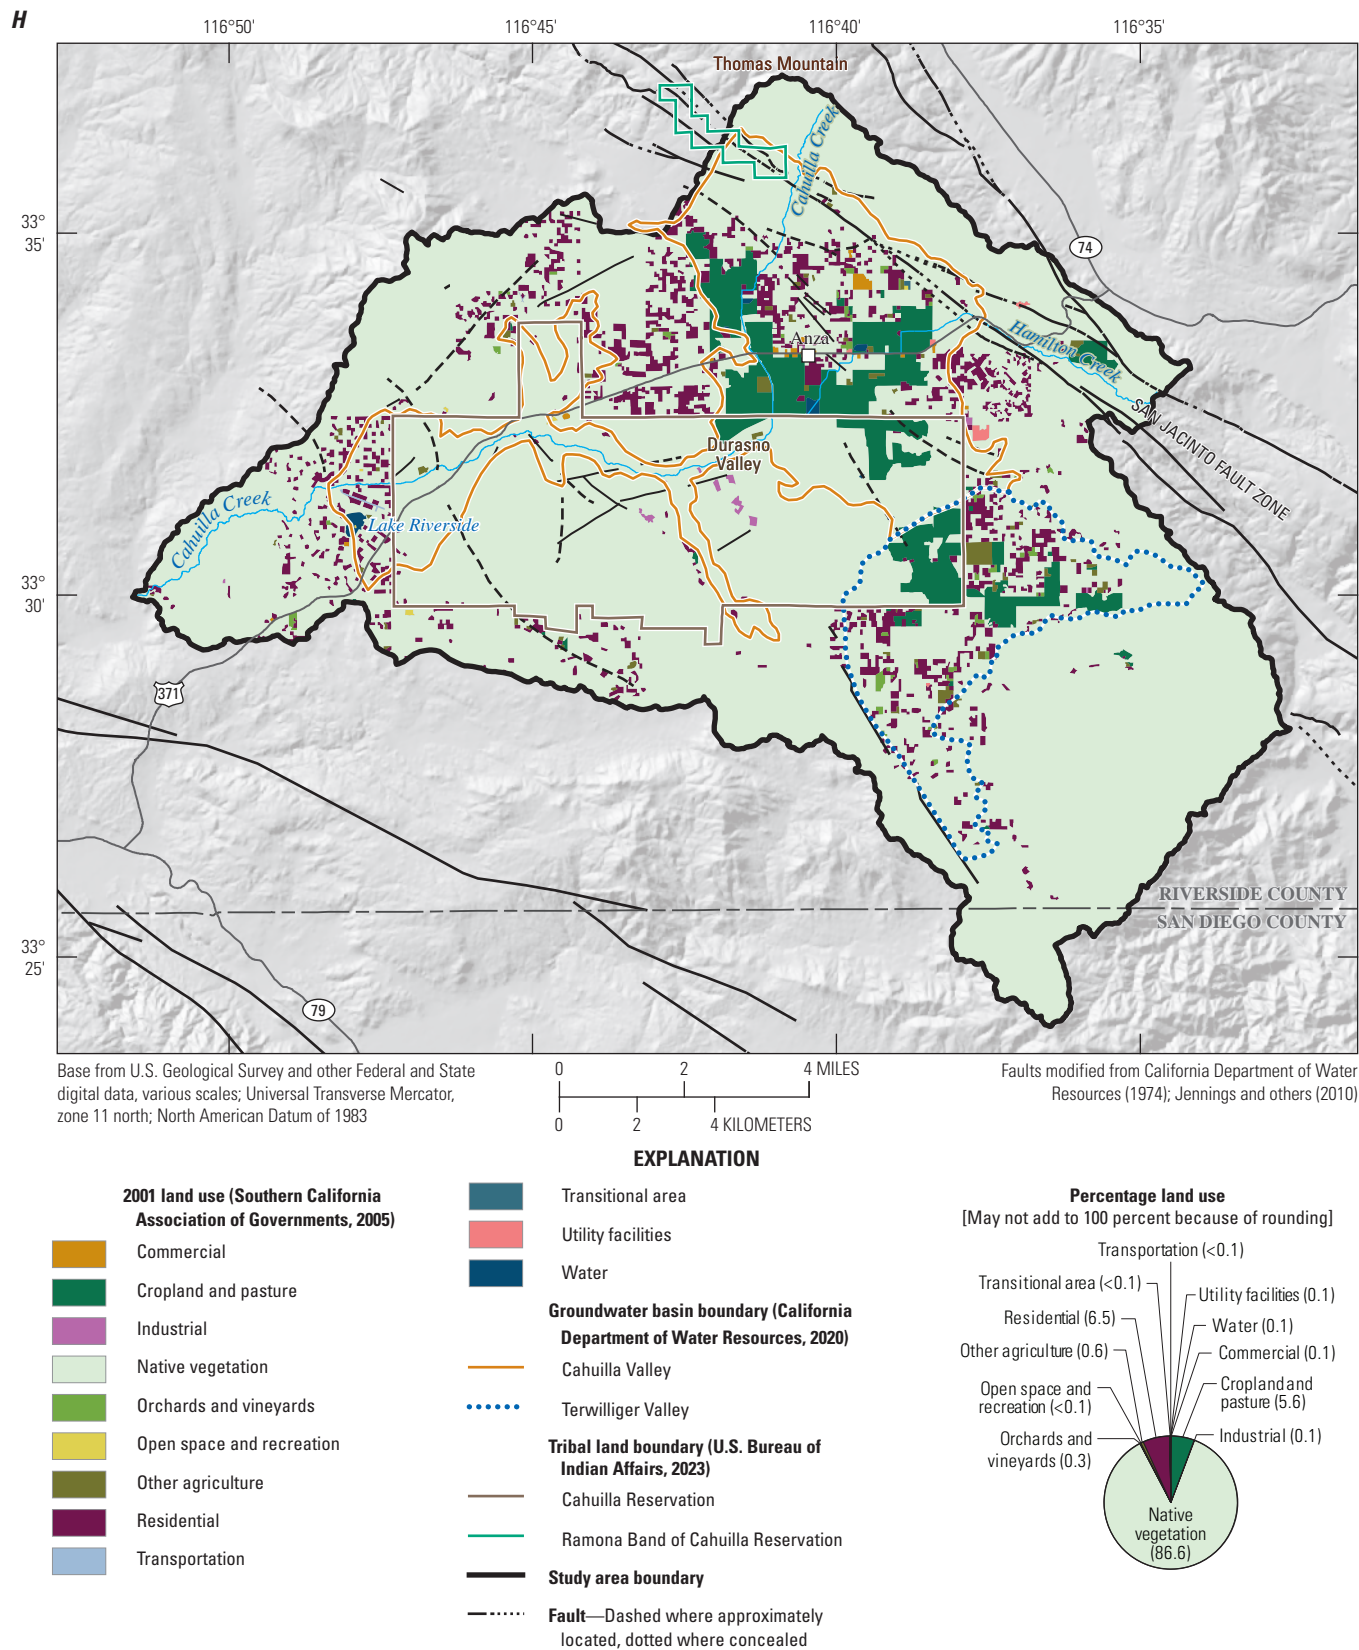 H
116°50'
116°45'
116°40'
116°35'
Thomas Mountain
Cahuilla Creek
33°
35'
74
Anza
Hamilton Creek
SAN JACINTO FAULT ZONE
Durasno
Valley
Cahuilla Creek
Lake Riverside
33°
30'
371
RIVERSIDE COUNTY
SAN DIEGO COUNTY
33°
25'
79
Base from U.S. Geological Survey and other Federal and State
digital data, various scales; Universal Transverse Mercator,
zone 11 north; North American Datum of 1983
0 2 4 MILES
0 2 4 KILOMETERS
Faults modified from California Department of Water
Resources (1974); Jennings and others (2010)
EXPLANATION
2001 land use (Southern California
Association of Governments, 2005)
Commercial
Cropland and pasture
Industrial
Native vegetation
Orchards and vineyards
Open space and recreation
Other agriculture
Residential
Transportation
Transitional area
Utility facilities
Water
Groundwater basin boundary (California
Department of Water Resources, 2020)
Cahuilla Valley
Terwilliger Valley
Tribal land boundary (U.S. Bureau of
Indian Affairs, 2023)
Cahuilla Reservation
Ramona Band of Cahuilla Reservation
Study area boundary
Fault—Dashed where approximately
located, dotted where concealed
Percentage land use
[May not add to 100 percent because of rounding]
Transportation (<0.1)
Transitional area (<0.1)
Utility facilities (0.1)
Residential (6.5)
Water (0.1)
Other agriculture (0.6)
Commercial (0.1)
Open space and
recreation (<0.1)
Cropland and
pasture (5.6)
Orchards and
vineyards (0.3)
Industrial (0.1)
Native
vegetation
(86.6)